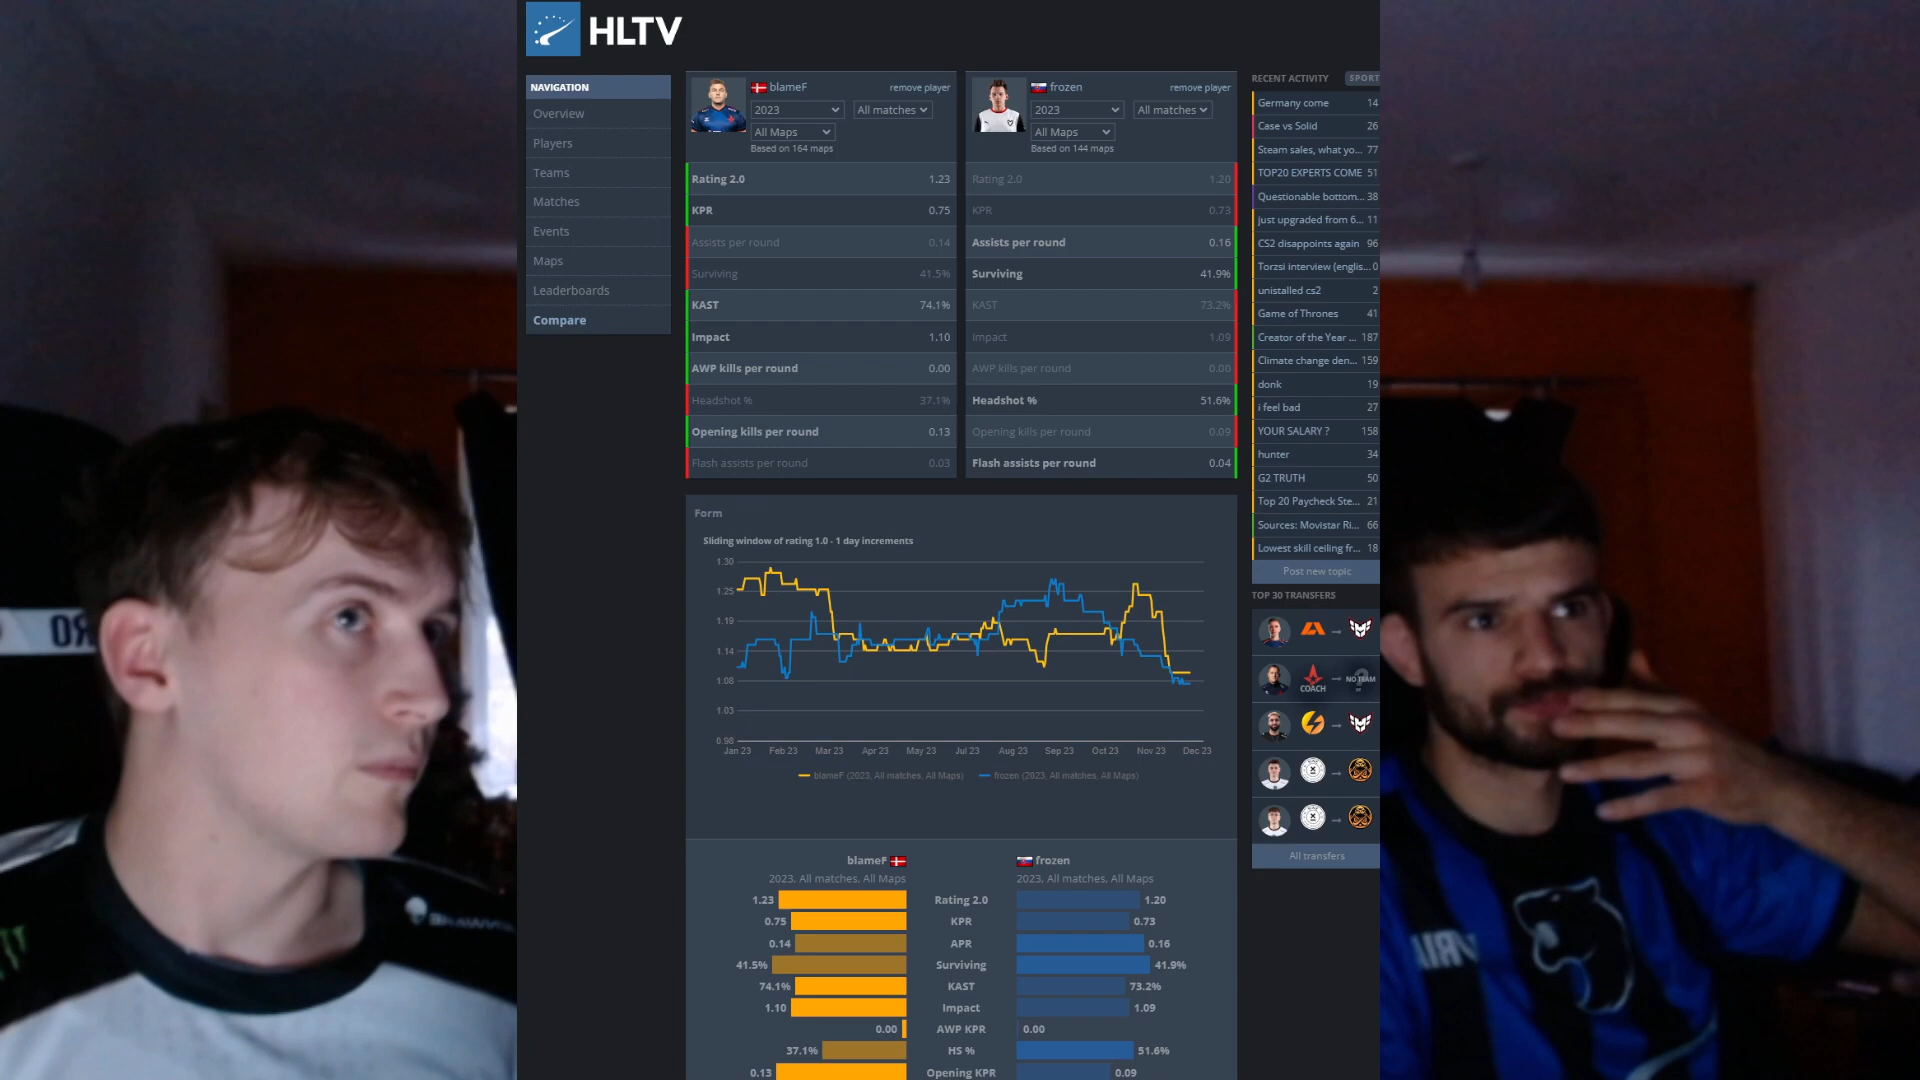 HLTV
NAVIGATION
Overview
Players
Teams
Matches
Events
Maps
Leaderboards
Compare
blameF
remove player
2023
All matches
All Maps
Based on 164 maps
Rating 2.0 1.23
KPR 0.75
Assists per round 0.14
Surviving 41.5%
KAST 74.1%
Impact 1.10
AWP kills per round 0.00
Headshot % 37.1%
Opening kills per round 0.13
Flash assists per round 0.03
frozen
remove player
2023
All matches
All Maps
Based on 144 maps
Rating 2.0 1.20
KPR 0.73
Assists per round 0.16
Surviving 41.9%
KAST 73.2%
Impact 1.09
AWP kills per round 0.00
Headshot % 51.6%
Opening kills per round 0.09
Flash assists per round 0.04
Form
Sliding window of rating 1.0 - 1 day increments
1.30
1.25
1.19
1.14
1.08
1.03
0.98
Jan 23 Feb 23 Mar 23 Apr 23 May 23 Jul 23 Aug 23 Sep 23 Oct 23 Nov 23 Dec 23
blameF (2023, All matches, All Maps) frozen (2023, All matches, All Maps)
blameF frozen
2023, All matches, All Maps 2023, All matches, All Maps
1.23 Rating 2.0 1.20
0.75 KPR 0.73
0.14 APR 0.16
41.5% Surviving 41.9%
74.1% KAST 73.2%
1.10 Impact 1.09
0.00 AWP KPR 0.00
37.1% HS % 51.6%
0.13 Opening KPR 0.09
RECENT ACTIVITY SPORT
Germany come 14
Case vs Solid 26
Steam sales, what yo... 77
TOP20 EXPERTS COME 51
Questionable bottom... 38
just upgraded from 6... 11
CS2 disappoints again 96
Torzsi interview (englis... 0
unistalled cs2 2
Game of Thrones 41
Creator of the Year ... 187
Climate change den... 159
donk 19
i feel bad 27
YOUR SALARY ? 158
hunter 34
G2 TRUTH 50
Top 20 Paycheck Ste... 21
Sources: Movistar Ri... 66
Lowest skill ceiling fr... 18
Post new topic
TOP 30 TRANSFERS
COACH
NO TEAM
All transfers